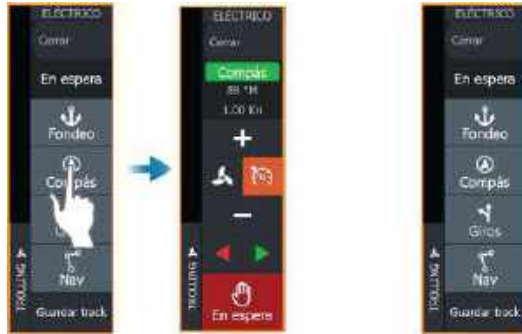 ELÉCTRICO
Cerrar
En espera
Fondeo
Compás
Nav
Guardar track
TROLLING
ELÉCTRICO
Cerrar
Compás
88 °M
1.00 Kn
+
−
En espera
TROLLING
ELÉCTRICO
Cerrar
En espera
Fondeo
Compás
Giros
Nav
Guardar track
TROLLING